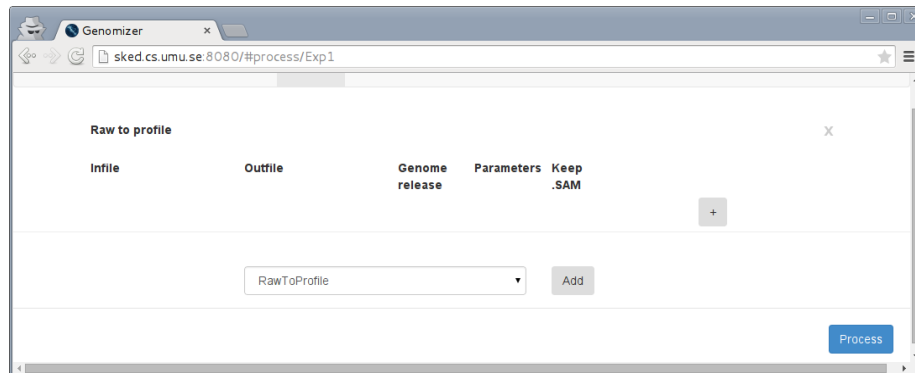 Genomizer ×
sked.cs.umu.se:8080/#process/Exp1
Raw to profile x
Infile Outfile Genome release Parameters Keep .SAM
+
RawToProfile Add
Process